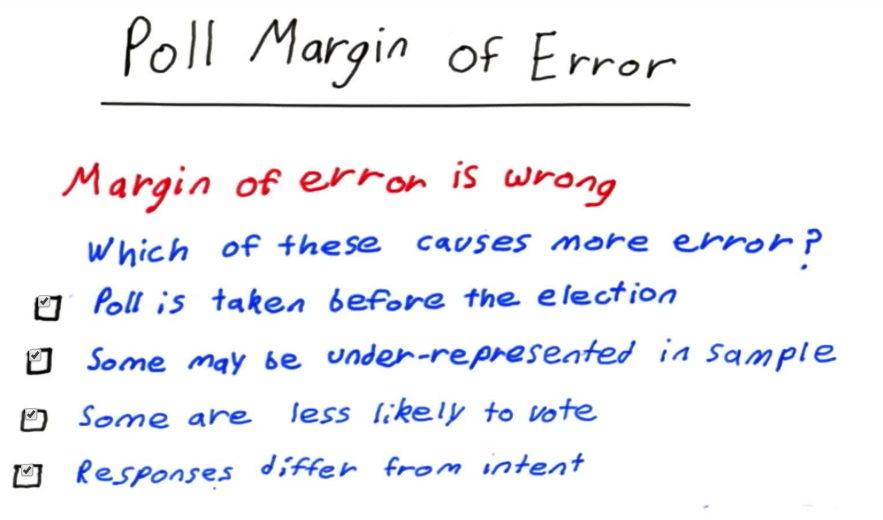 Poll Margin of Error
Margin of error is wrong
Which of these causes more error?
Poll is taken before the election
Some may be under-represented in sample
Some are less likely to vote
Responses differ from intent